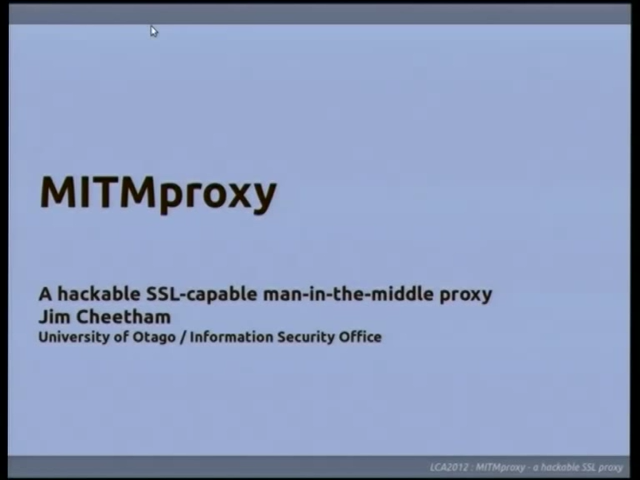 MITMproxy
A hackable SSL-capable man-in-the-middle proxy
Jim Cheetham
University of Otago / Information Security Office
LCA2012 : MITMproxy - a hackable SSL proxy